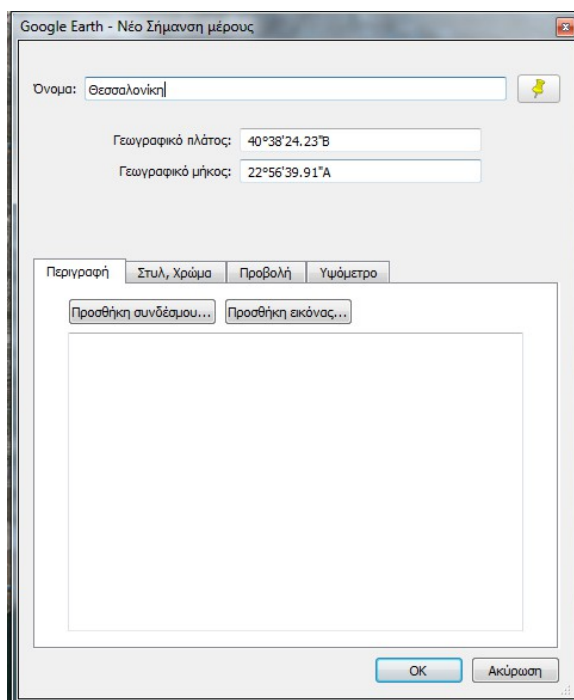 Google Earth - Νέο Σήμανση μέρους
Όνομα: Θεσσαλονίκη
Γεωγραφικό πλάτος: 40°38'24.23"Β
Γεωγραφικό μήκος: 22°56'39.91"Α
Περιγραφή Στυλ, Χρώμα Προβολή Υψόμετρο
Προσθήκη συνδέσμου... Προσθήκη εικόνας...
OK Ακύρωση